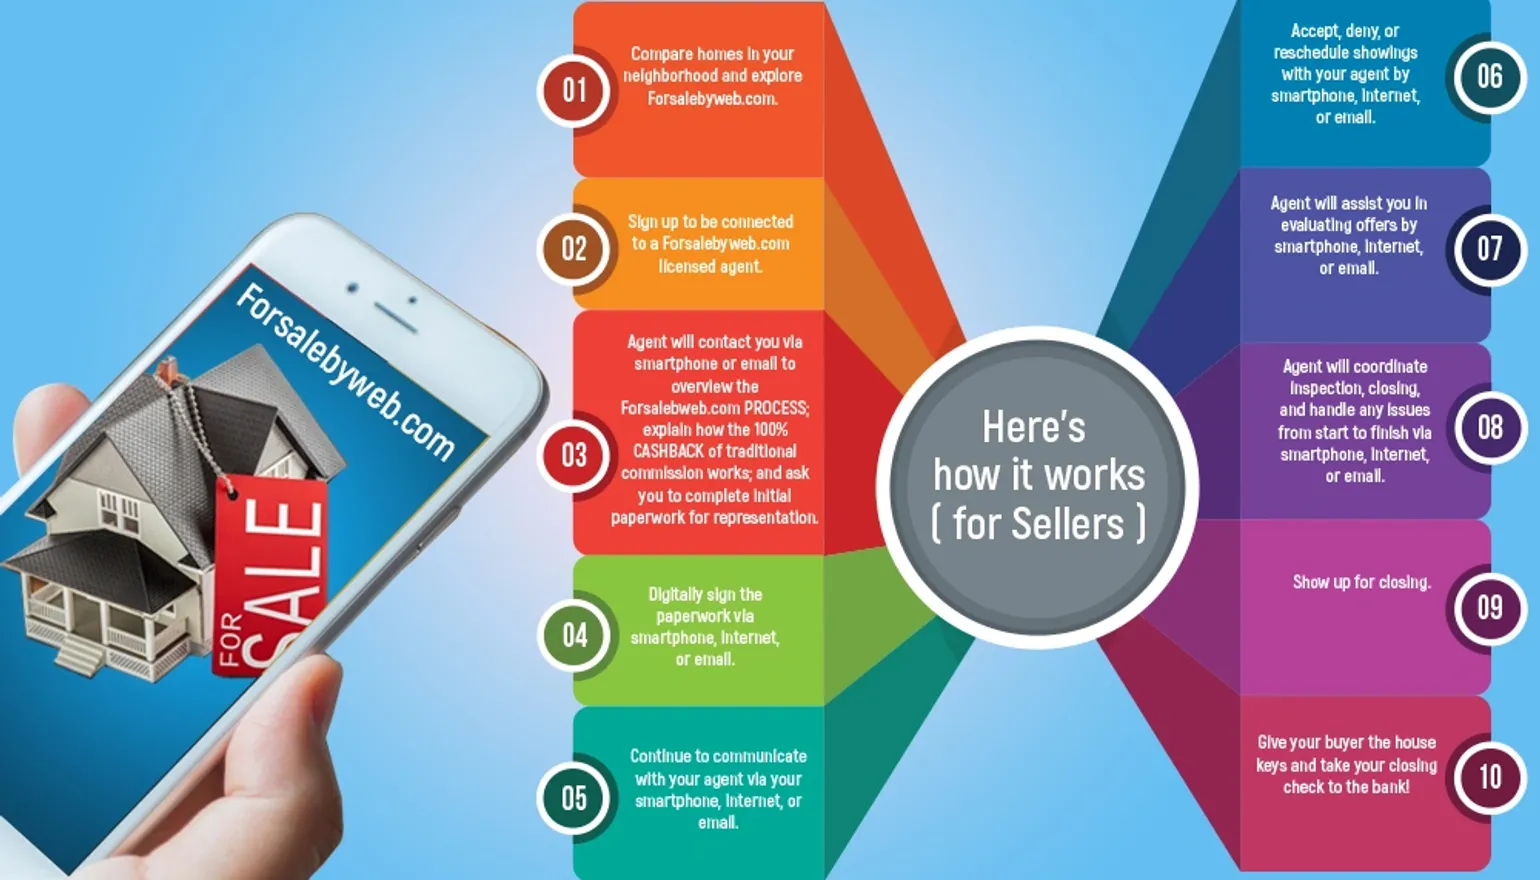 Forsalebyweb.com
FOR
SALE
01
Compare homes in your
neighborhood and explore
Forsalebyweb.com.
02
Sign up to be connected
to a Forsalebyweb.com
licensed agent.
03
Agent will contact you via
smartphone or email to
overview the
Forsalebweb.com PROCESS;
explain how the 100%
CASHBACK of traditional
commission works; and ask
you to complete initial
paperwork for representation.
04
Digitally sign the
paperwork via
smartphone, internet,
or email.
05
Continue to communicate
with your agent via your
smartphone, internet, or
email.
Here's
how it works
( for Sellers )
Accept, deny, or
reschedule showings
with your agent by
smartphone, internet,
or email.
06
Agent will assist you in
evaluating offers by
smartphone, internet,
or email.
07
Agent will coordinate
inspection, closing,
and handle any issues
from start to finish via
smartphone, internet,
or email.
08
Show up for closing.
09
Give your buyer the house
keys and take your closing
check to the bank!
10